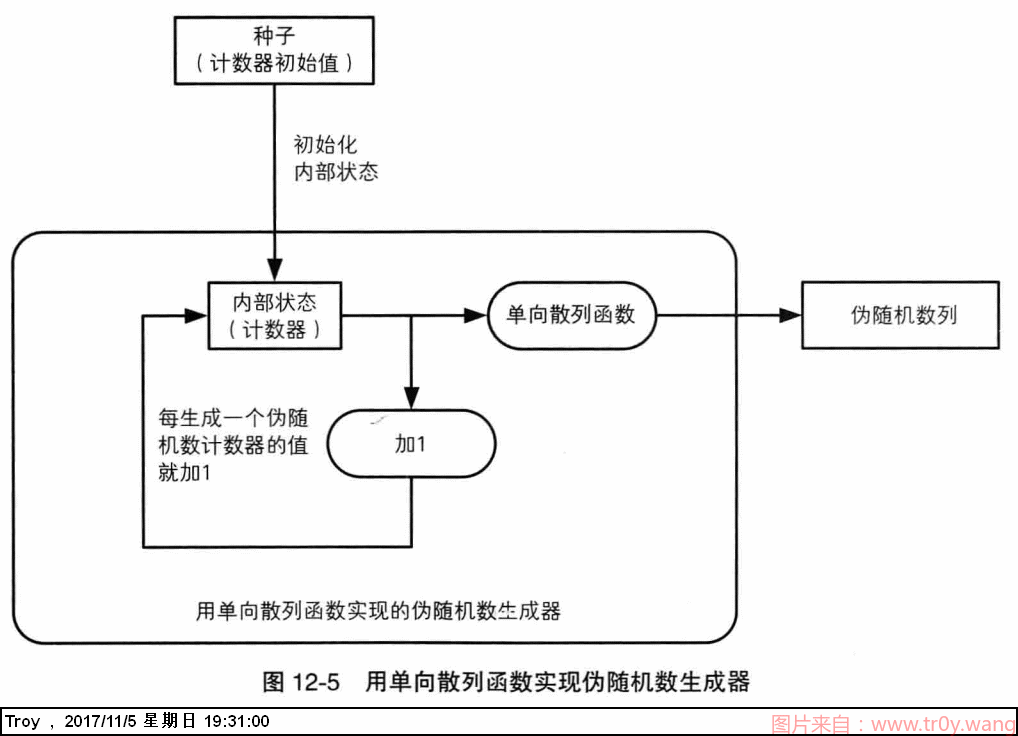 种子
（计数器初始值）
初始化
内部状态
内部状态
（计数器）
单向散列函数
伪随机数列
每生成一个伪随
机数计数器的值
就加1
加1
用单向散列函数实现的伪随机数生成器
图 12-5 用单向散列函数实现伪随机数生成器
Troy , 2017/11/5 星期日 19:31:00
图片来自：www.tr0y.wang